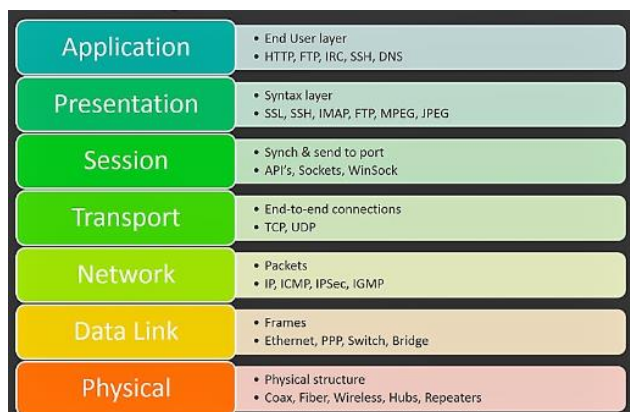 Application
• End User layer
• HTTP, FTP, IRC, SSH, DNS
Presentation
• Syntax layer
• SSL, SSH, IMAP, FTP, MPEG, JPEG
Session
• Synch & send to port
• API's, Sockets, WinSock
Transport
• End-to-end connections
• TCP, UDP
Network
• Packets
• IP, ICMP, IPSec, IGMP
Data Link
• Frames
• Ethernet, PPP, Switch, Bridge
Physical
• Physical structure
• Coax, Fiber, Wireless, Hubs, Repeaters